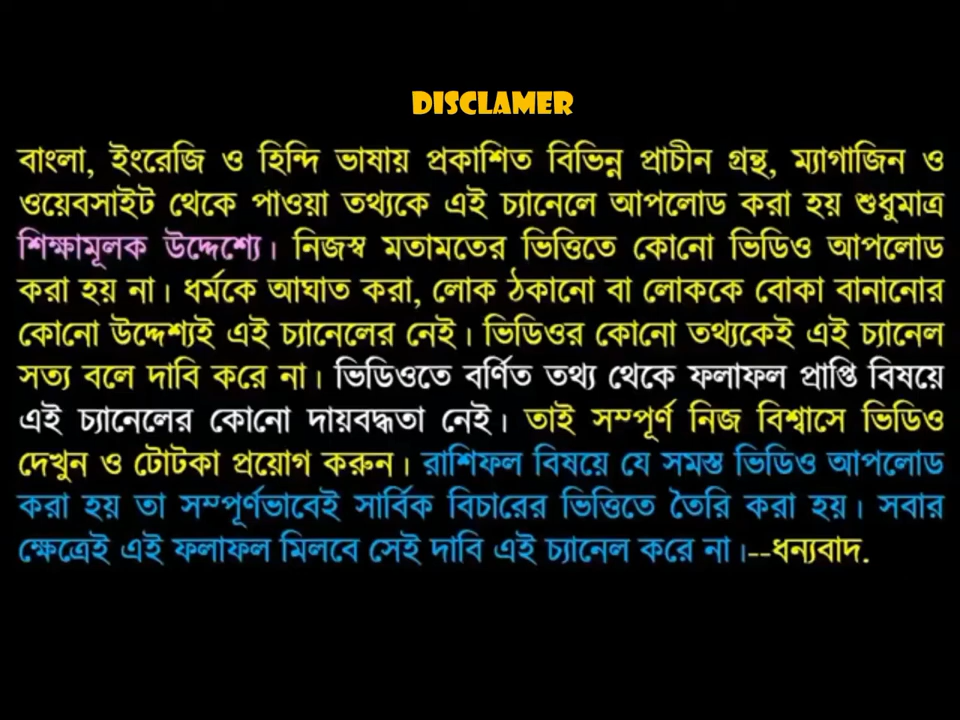 DISCLAMER
বাংলা, ইংরেজি ও হিন্দি ভাষায় প্রকাশিত বিভিন্ন প্রাচীন গ্রন্থ, ম্যাগাজিন ও
ওয়েবসাইট থেকে পাওয়া তথ্যকে এই চ্যানেলে আপলোড করা হয় শুধুমাত্র
শিক্ষামূলক উদ্দেশ্যে। নিজস্ব মতামতের ভিত্তিতে কোনো ভিডিও আপলোড
করা হয় না। ধর্মকে আঘাত করা, লোক ঠকানো বা লোককে বোকা বানানোর
কোনো উদ্দেশ্যই এই চ্যানেলের নেই। ভিডিওর কোনো তথ্যকেই এই চ্যানেল
সত্য বলে দাবি করে না। ভিডিওতে বর্ণিত তথ্য থেকে ফলাফল প্রাপ্তি বিষয়ে
এই চ্যানেলের কোনো দায়বদ্ধতা নেই। তাই সম্পূর্ণ নিজ বিশ্বাসে ভিডিও
দেখুন ও টোটকা প্রয়োগ করুন। রাশিফল বিষয়ে যে সমস্ত ভিডিও আপলোড
করা হয় তা সম্পূর্ণভাবেই সার্বিক বিচারের ভিত্তিতে তৈরি করা হয়। সবার
ক্ষেত্রেই এই ফলাফল মিলবে সেই দাবি এই চ্যানেল করে না।--ধন্যবাদ.